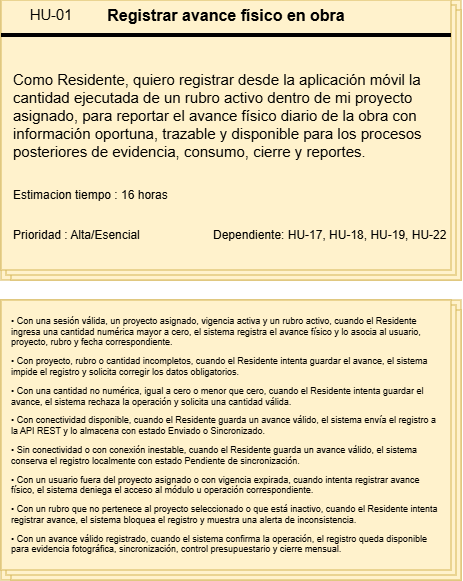 HU-01 Registrar avance físico en obra
Como Residente, quiero registrar desde la aplicación móvil la
cantidad ejecutada de un rubro activo dentro de mi proyecto
asignado, para reportar el avance físico diario de la obra con
información oportuna, trazable y disponible para los procesos
posteriores de evidencia, consumo, cierre y reportes.
Estimacion tiempo : 16 horas
Prioridad : Alta/Esencial Dependiente: HU-17, HU-18, HU-19, HU-22
• Con una sesión válida, un proyecto asignado, vigencia activa y un rubro activo, cuando el Residente
ingresa una cantidad numérica mayor a cero, el sistema registra el avance físico y lo asocia al usuario,
proyecto, rubro y fecha correspondiente.
• Con proyecto, rubro o cantidad incompletos, cuando el Residente intenta guardar el avance, el sistema
impide el registro y solicita corregir los datos obligatorios.
• Con una cantidad no numérica, igual a cero o menor que cero, cuando el Residente intenta guardar el
avance, el sistema rechaza la operación y solicita una cantidad válida.
• Con conectividad disponible, cuando el Residente guarda un avance válido, el sistema envía el registro a
la API REST y lo almacena con estado Enviado o Sincronizado.
• Sin conectividad o con conexión inestable, cuando el Residente guarda un avance válido, el sistema
conserva el registro localmente con estado Pendiente de sincronización.
• Con un usuario fuera del proyecto asignado o con vigencia expirada, cuando intenta registrar avance
físico, el sistema deniega el acceso al módulo u operación correspondiente.
• Con un rubro que no pertenece al proyecto seleccionado o que está inactivo, cuando el Residente intenta
registrar avance, el sistema bloquea el registro y muestra una alerta de inconsistencia.
• Con un avance válido registrado, cuando el sistema confirma la operación, el registro queda disponible
para evidencia fotográfica, sincronización, control presupuestario y cierre mensual.